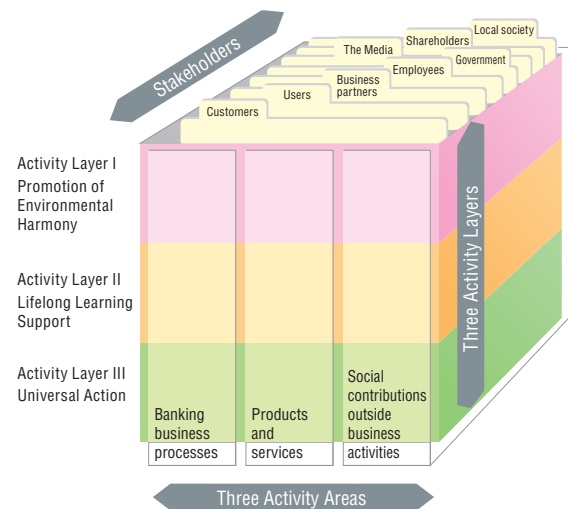 Stakeholders
Local society
Shareholders
The Media
Government
Employees
Business
partners
Users
Customers
Activity Layer I
Promotion of
Environmental
Harmony
Activity Layer II
Lifelong Learning
Support
Activity Layer III
Universal Action
Three Activity Layers
Banking
business
processes
Products
and
services
Social
contributions
outside
business
activities
Three Activity Areas